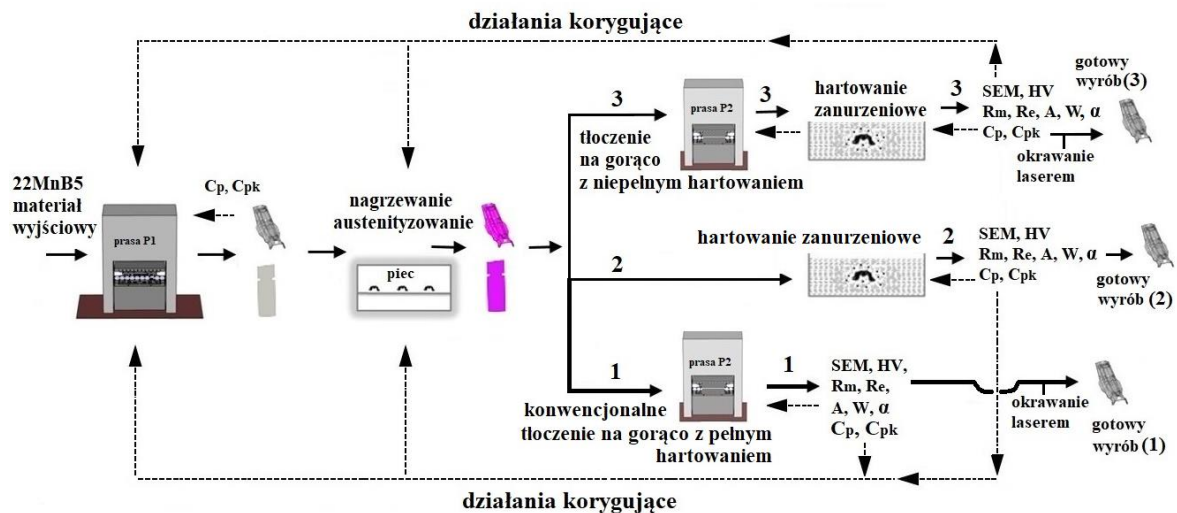 działania korygujące
22MnB5
materiał
wyjściowy
prasa P1
Cp, Cpk
nagrzewanie
austenityzowanie
piec
3
prasa P2
3
hartowanie
zanurzeniowe
3
SEM, HV
Rm, Re, A, W, α
Cp, Cpk
gotowy
wyrób (3)
okrawanie
laserem
tłoczenie
na gorąco
z niepełnym hartowaniem
2
hartowanie zanurzeniowe
2
SEM, HV
Rm, Re, A, W, α
Cp, Cpk
gotowy
wyrób (2)
1
prasa P2
1
SEM, HV,
Rm, Re,
A, W, α
Cp, Cpk
okrawanie
laserem
gotowy
wyrób (1)
konwencjonalne
tłoczenie na gorąco z pełnym
hartowaniem
działania korygujące